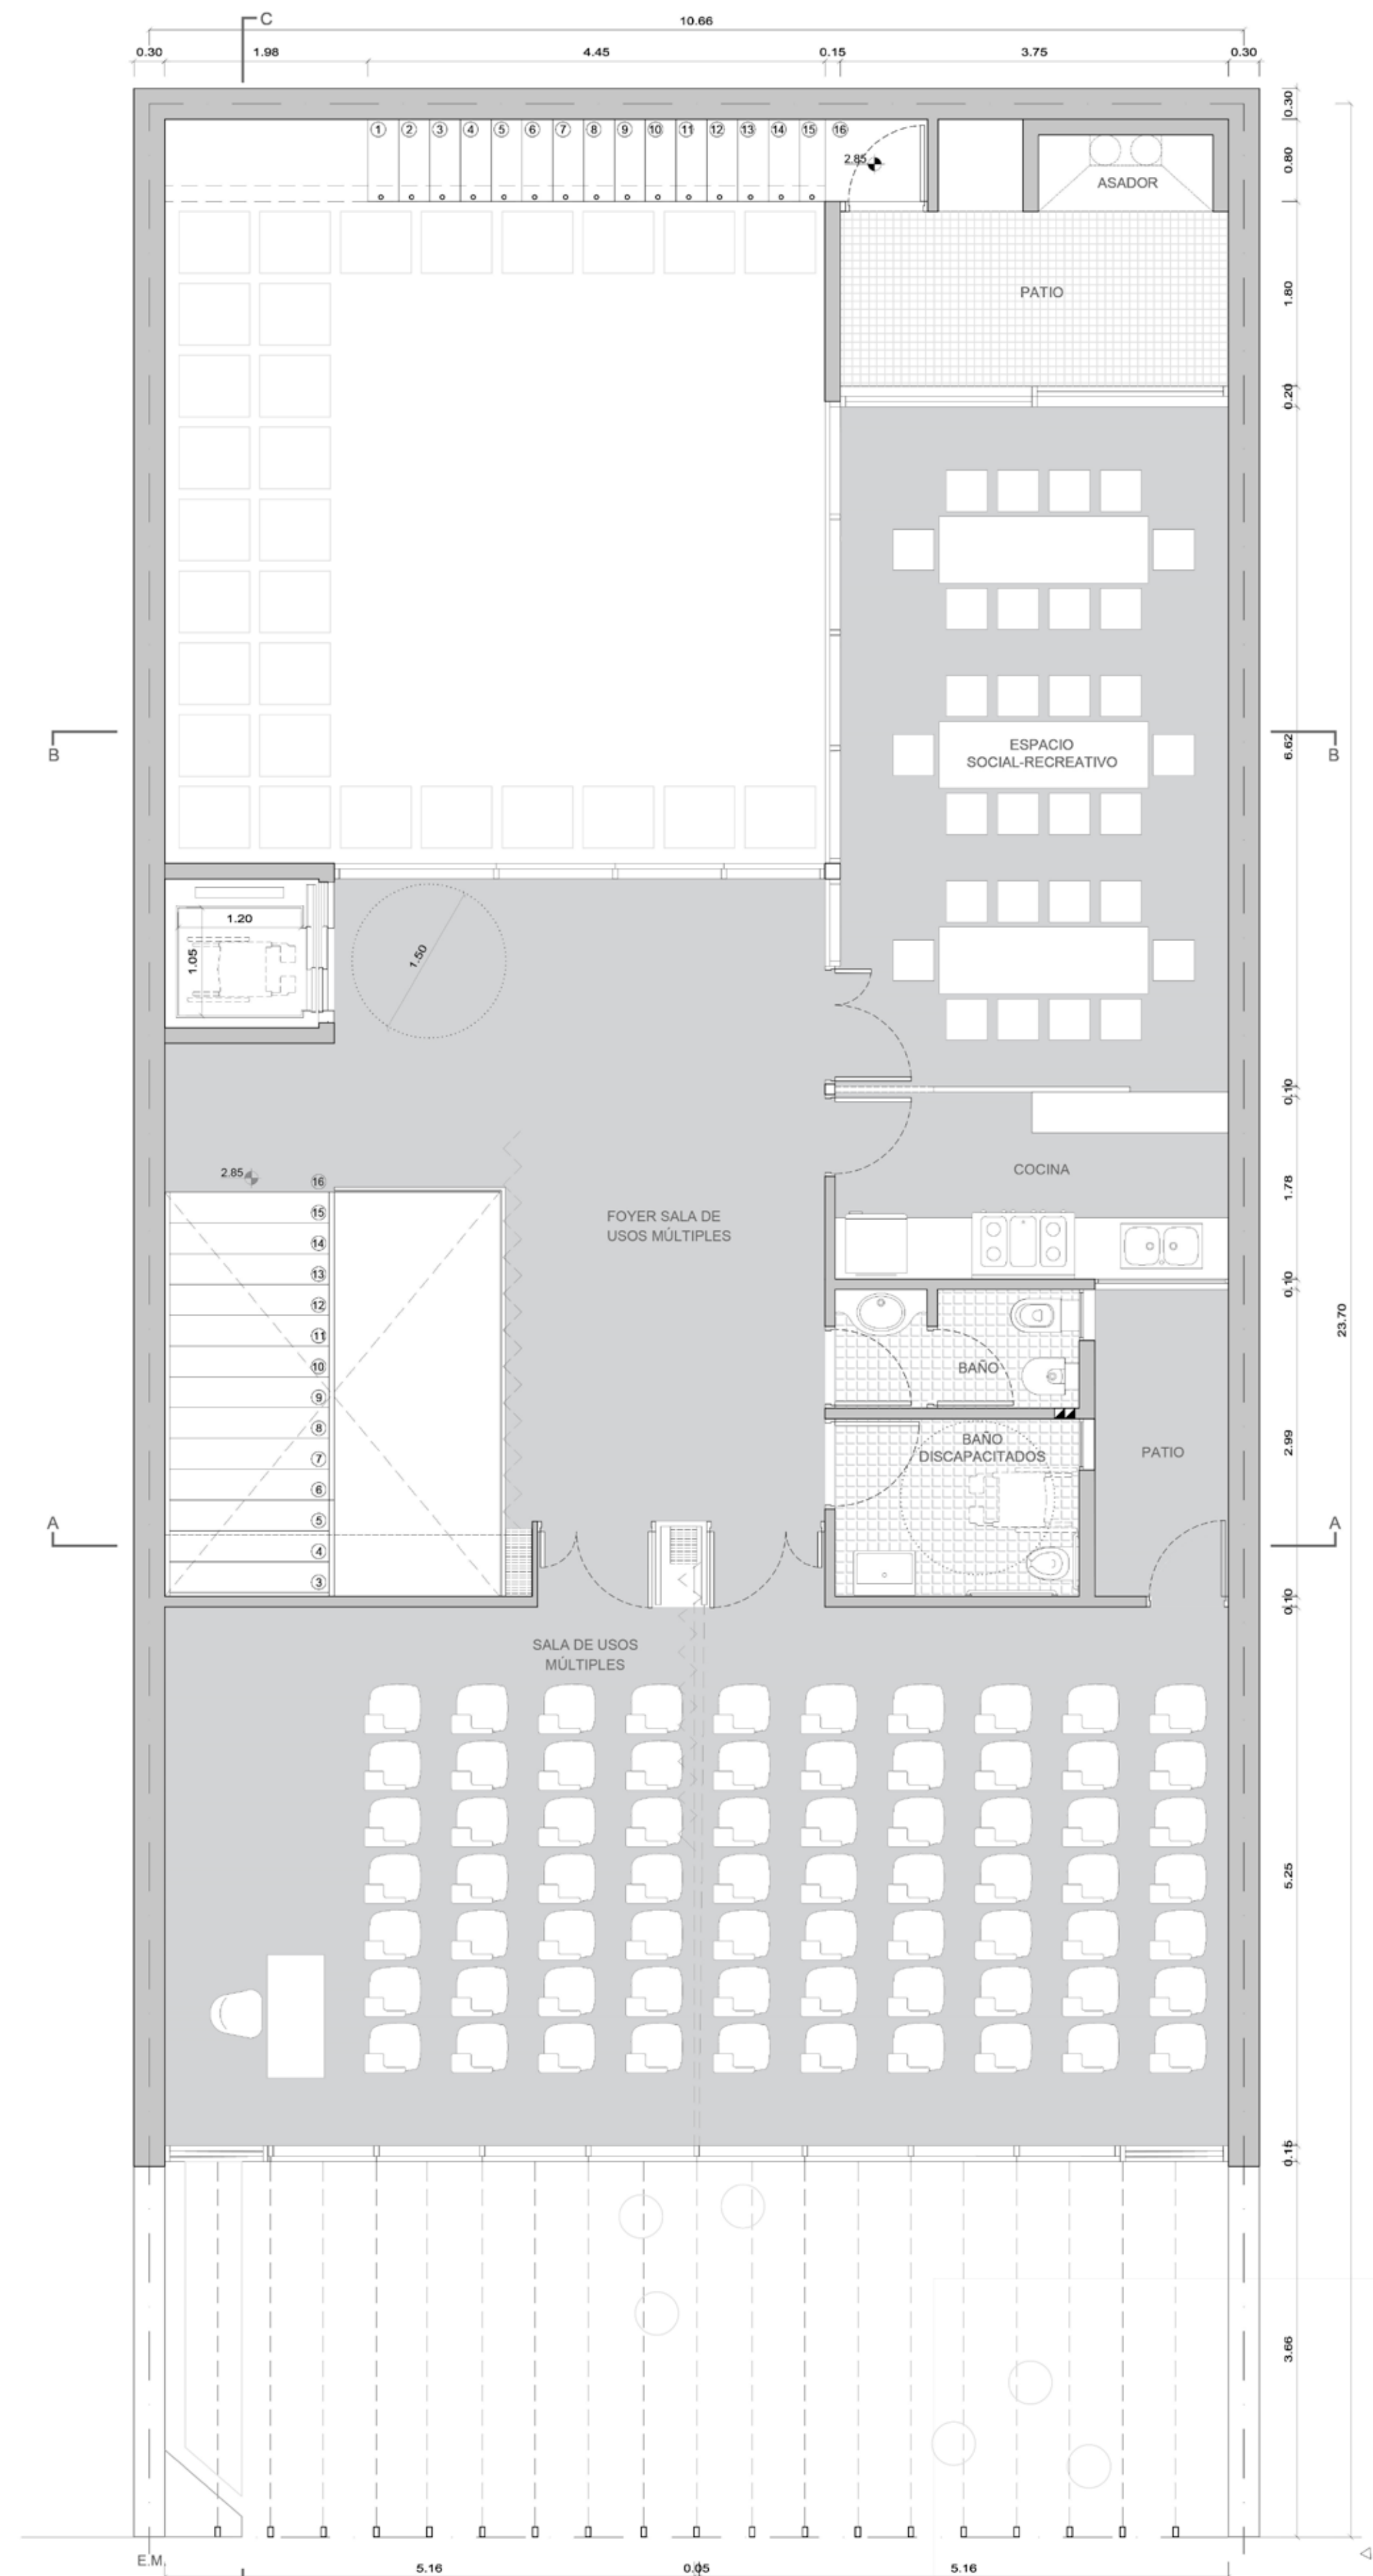 C
10.66
0.30 1.98 4.45 0.15 3.75 0.30
0.30
1 2 3 4 5 6 7 8 9 10 11 12 13 14 15 16
2.85
0.80
ASADOR
PATIO
1.80
0.20
ESPACIO
SOCIAL-RECREATIVO
B
B
6.62
1.20
1.05
1.50
0.10
COCINA
1.78
2.85
16
15
14
13
12
11
10
9
8
7
6
5
4
3
FOYER SALA DE
USOS MÚLTIPLES
0.10
23.70
BAÑO
BAÑO
DISCAPACITADOS
PATIO
2.99
A
A
0.10
SALA DE USOS
MÚLTIPLES
5.25
0.15
3.66
E.M.
5.16 0.05 5.16